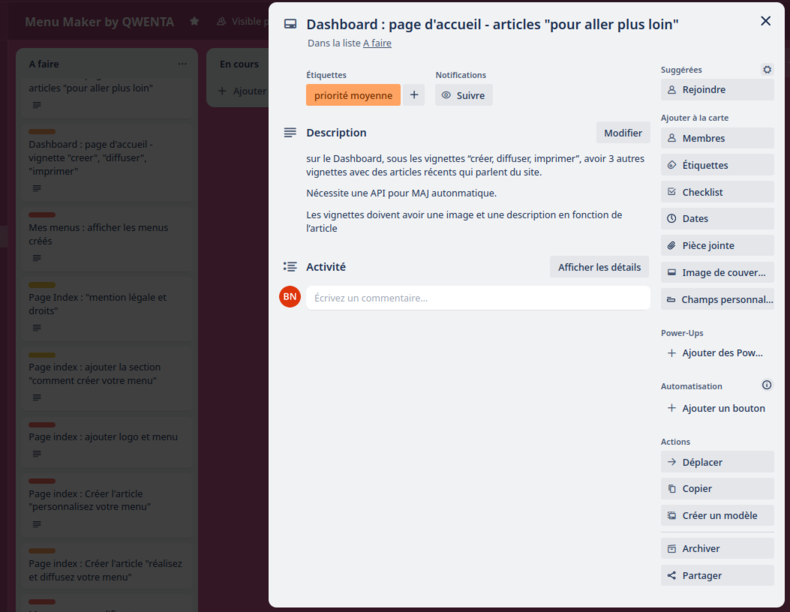 Menu Maker by QWENTA
Visible p
A faire
articles "pour aller plus loin"
Dashboard : page d'accueil -
vignette "creer", "diffuser",
"imprimer"
Mes menus : afficher les menus
créés
Page Index : "mention légale et
droits"
Page index : ajouter la section
"comment créer votre menu"
Page index : ajouter logo et menu
Page index : Créer l'article
"personnalisez votre menu"
Page index : Créer l'article "réalisez
et diffusez votre menu"
En cours
Ajouter
Dashboard : page d'accueil - articles "pour aller plus loin"
Dans la liste A faire
Étiquettes
priorité moyenne
Notifications
Suivre
Description
Modifier
sur le Dashboard, sous les vignettes “créer, diffuser, imprimer”, avoir 3 autres
vignettes avec des articles récents qui parlent du site.
Nécessite une API pour MAJ autonmatique.
Les vignettes doivent avoir une image et une description en fonction de
l'article
Activité
Afficher les détails
BN
Écrivez un commentaire…
Suggérées
Rejoindre
Ajouter à la carte
Membres
Étiquettes
Checklist
Dates
Pièce jointe
Image de couver...
Champs personnal...
Power-Ups
Ajouter des Pow...
Automatisation
Ajouter un bouton
Actions
Déplacer
Copier
Créer un modèle
Archiver
Partager